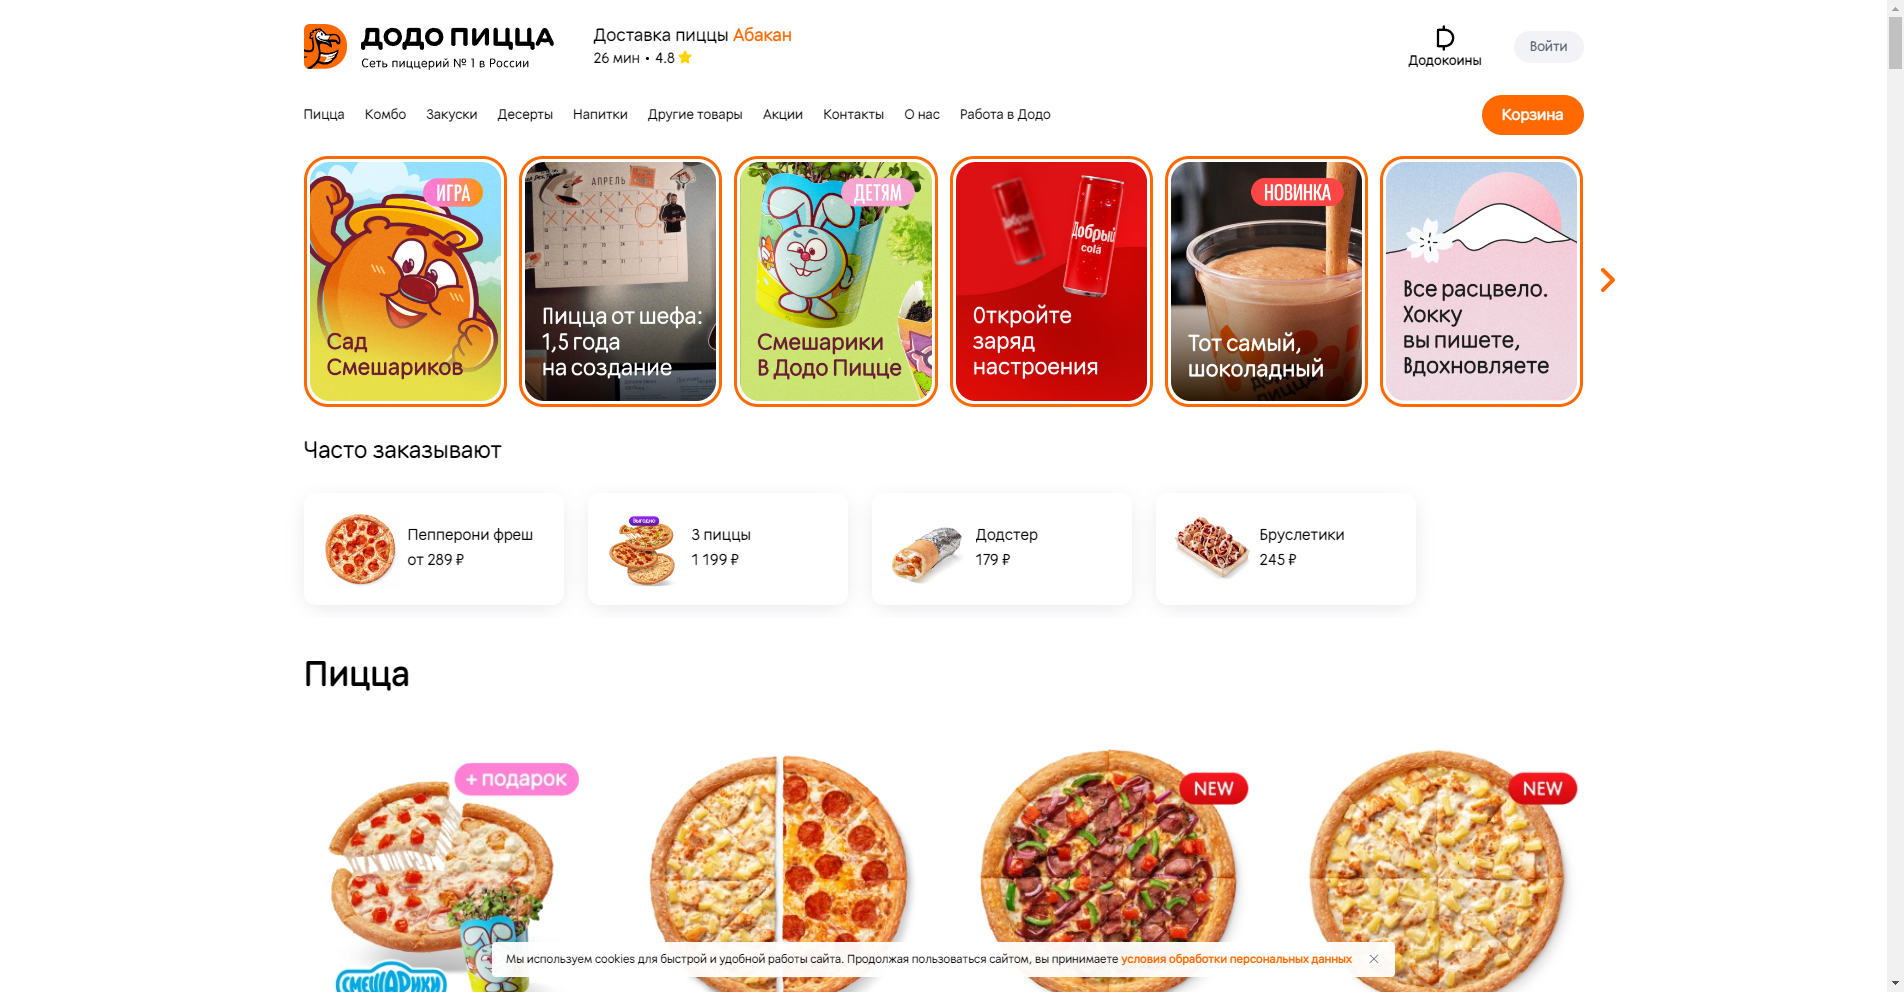 ДОДО ПИЦЦА
Сеть пиццерий № 1 в России
Доставка пиццы Абакан
26 мин • 4.8
Додокоины
Войти
Пицца
Комбо
Закуски
Десерты
Напитки
Другие товары
Акции
Контакты
О нас
Работа в Додо
Корзина
ИГРА
Сад
Смешариков
АПРЕЛЬ
Пицца от шефа:
1,5 года
на создание
ДЕТЯМ
Смешарики
В Додо Пицце
Добрый
cola
Откройте
заряд
настроения
НОВИНКА
Тот самый,
шоколадный
Все расцвело.
Хокку
вы пишете,
Вдохновляете
Часто заказывают
Пепперони фреш
от 289 ₽
Выгодно
3 пиццы
1 199 ₽
Додстер
179 ₽
Бруслетики
245 ₽
Пицца
+ подарок
NEW
NEW
СМЕШАРИКИ
Мы используем cookies для быстрой и удобной работы сайта. Продолжая пользоваться сайтом, вы принимаете условия обработки персональных данных